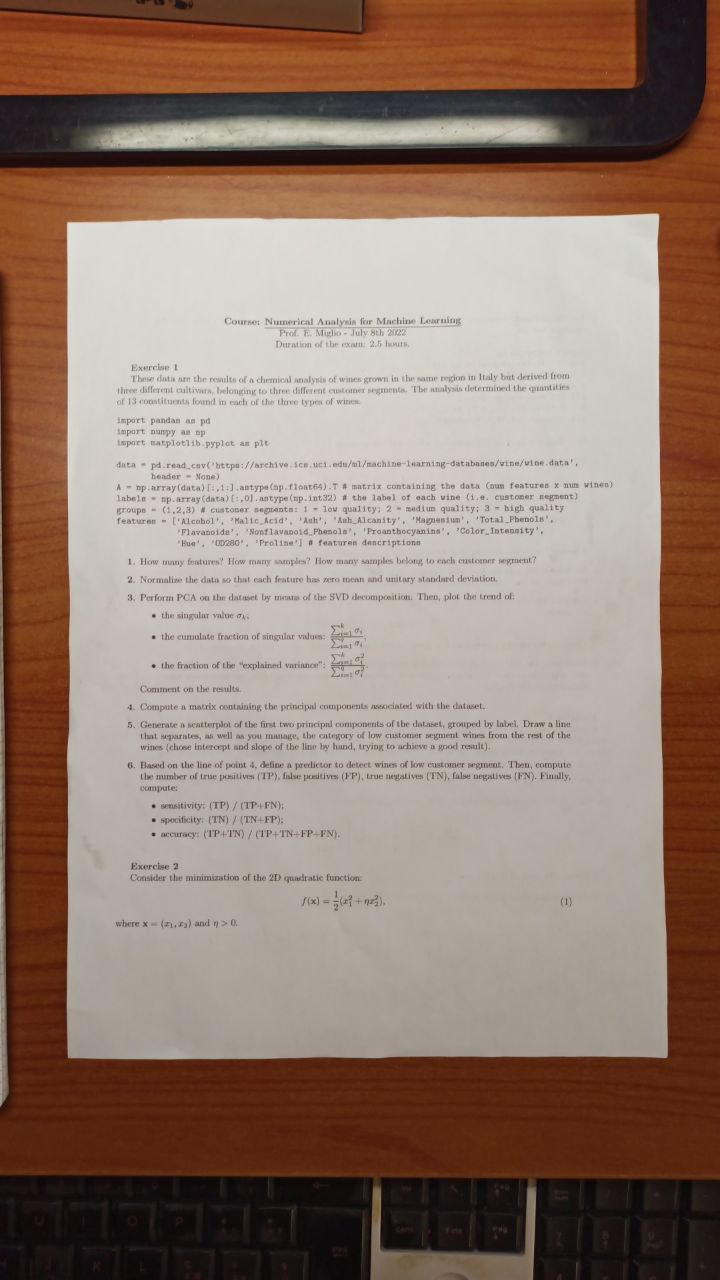 Course: Numerical Analysis for Machine Learning
Prof. E. Miglio - July 8th 2022
Duration of the exam: 2.5 hours.
Exercise 1
These data are the results of a chemical analysis of wines grown in the same region in Italy but derived from
three different cultivars, belonging to three different customer segments. The analysis determined the quantities
of 13 constituents found in each of the three types of wines.
import pandas as pd
import numpy as np
import matplotlib.pyplot as plt
data = pd.read_csv('https://archive.ics.uci.edu/ml/machine-learning-databases/wine/wine.data',
header = None)
A = np.array(data)[:,1:].astype(np.float64).T # matrix containing the data (num features x num wines)
labels = np.array(data)[:,0].astype(np.int32) # the label of each wine (i.e. customer segment)
groups = (1,2,3) # customer segments: 1 = low quality; 2 = medium quality; 3 = high quality
features = ['Alcohol', 'Malic_Acid', 'Ash', 'Ash_Alcanity', 'Magnesium', 'Total_Phenols',
'Flavanoids', 'Nonflavanoid_Phenols', 'Proanthocyanins', 'Color_Intensity',
'Hue', 'OD280', 'Proline'] # features descriptions
1. How many features? How many samples? How many samples belong to each customer segment?
2. Normalize the data so that each feature has zero mean and unitary standard deviation.
3. Perform PCA on the dataset by means of the SVD decomposition. Then, plot the trend of:
• the singular value σₖ;
• the cumulate fraction of singular values: \frac{\sum_{i=1}^{k} σ_i}{\sum_{i=1}^{q} σ_i};
• the fraction of the "explained variance": \frac{\sum_{i=1}^{k} σ_i^2}{\sum_{i=1}^{q} σ_i^2}.
Comment on the results.
4. Compute a matrix containing the principal components associated with the dataset.
5. Generate a scatterplot of the first two principal components of the dataset, grouped by label. Draw a line
that separates, as well as you manage, the category of low customer segment wines from the rest of the
wines (chose intercept and slope of the line by hand, trying to achieve a good result).
6. Based on the line of point 4, define a predictor to detect wines of low customer segment. Then, compute
the number of true positives (TP), false positives (FP), true negatives (TN), false negatives (FN). Finally,
compute:
• sensitivity: (TP) / (TP+FN);
• specificity: (TN) / (TN+FP);
• accuracy: (TP+TN) / (TP+TN+FP+FN).
Exercise 2
Consider the minimization of the 2D quadratic function:
f(x) = \frac{1}{2}(x_1^2 + ηx_2^2), (1)
where x = (x₁, x₂) and η > 0.